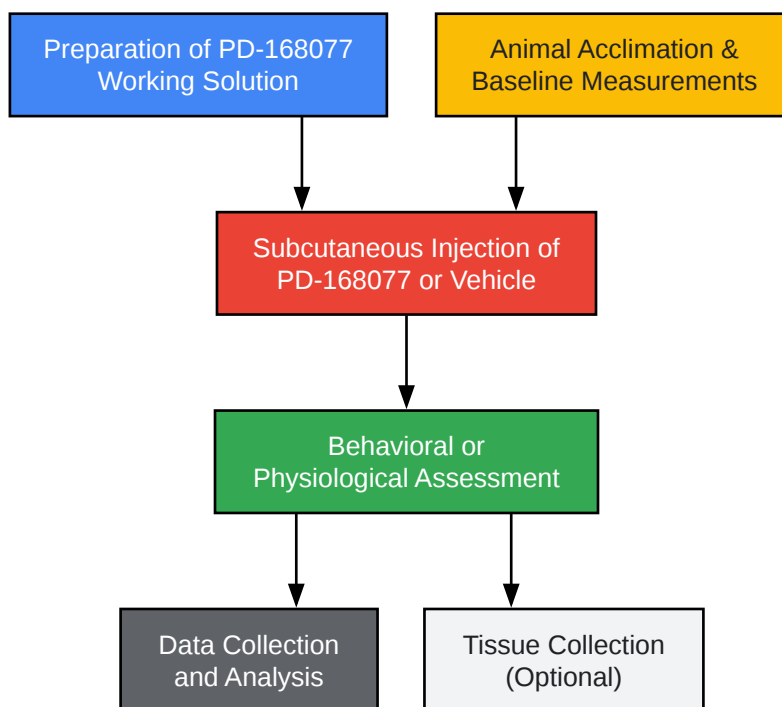 Preparation of PD-168077
Working Solution
Animal Acclimation &
Baseline Measurements
Subcutaneous Injection of
PD-168077 or Vehicle
Behavioral or
Physiological Assessment
Data Collection
and Analysis
Tissue Collection
(Optional)